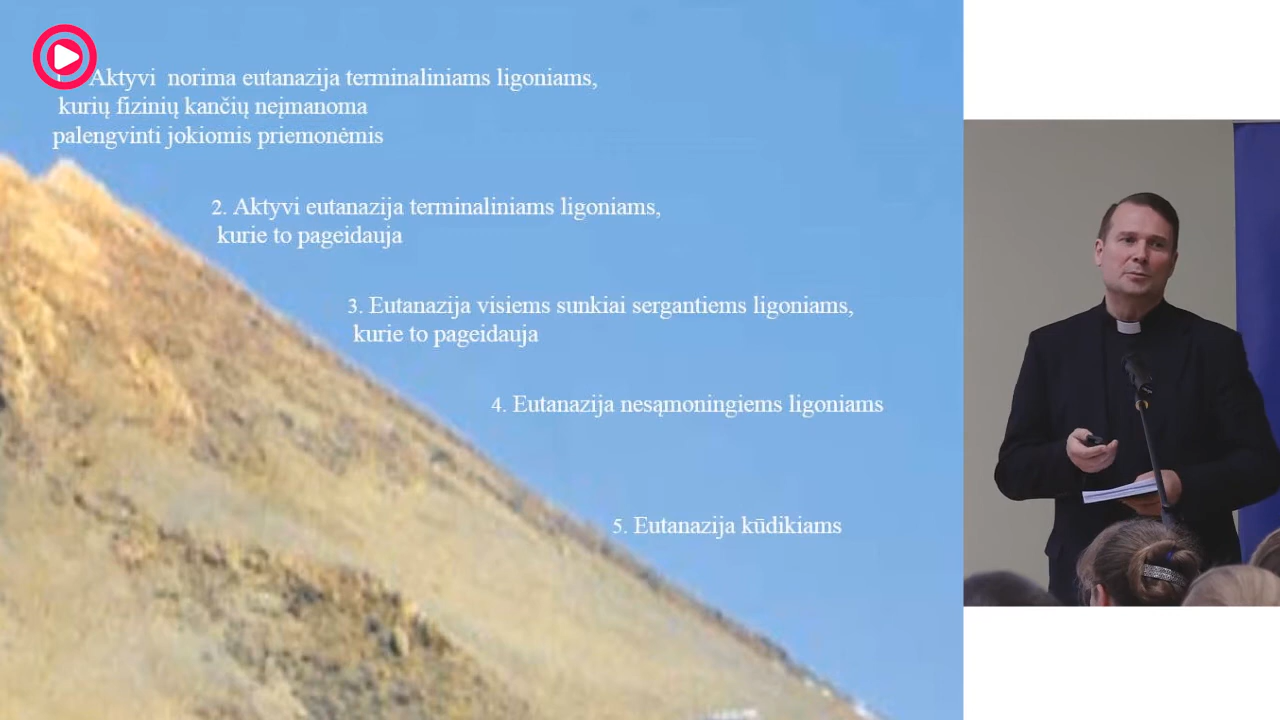 Aktyvi norima eutanazija terminaliniams ligoniams,
kurių fizinių kančių neįmanoma
palengvinti jokiomis priemonėmis
2. Aktyvi eutanazija terminaliniams ligoniams,
kurie to pageidauja
3. Eutanazija visiems sunkiai sergantiems ligoniams,
kurie to pageidauja
4. Eutanazija nesąmoningiems ligoniams
5. Eutanazija kūdikiams